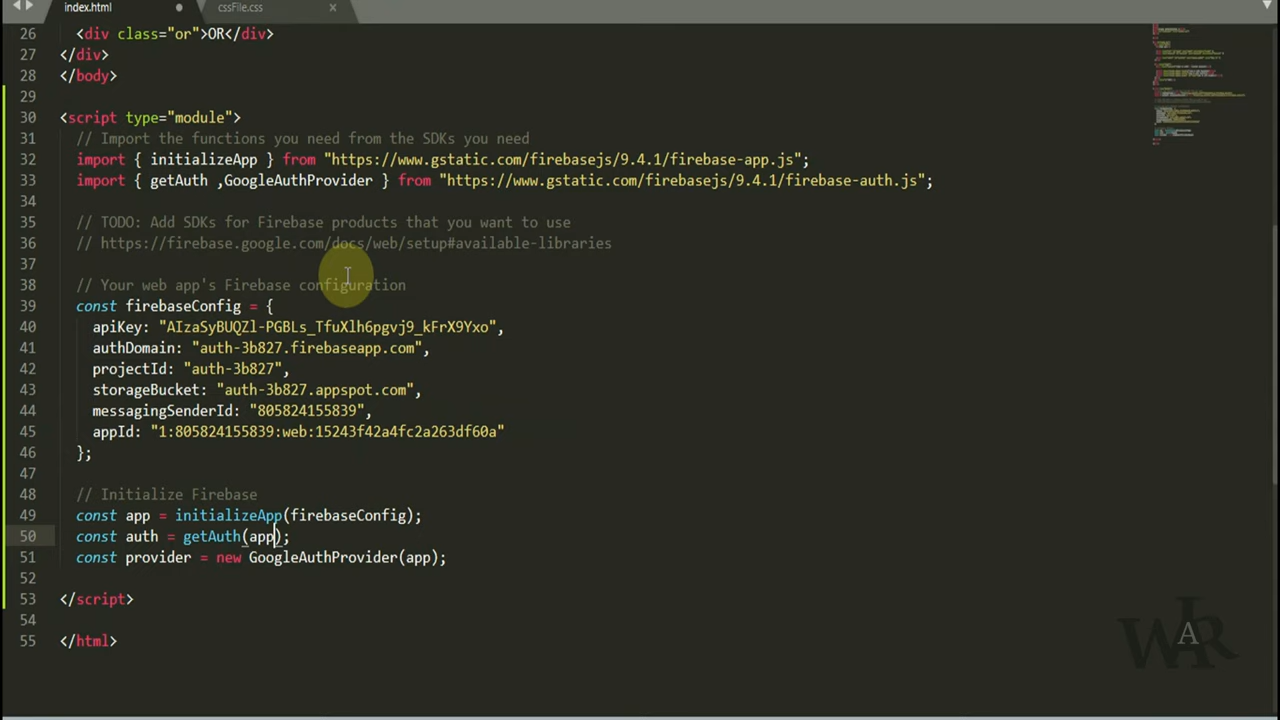 index.html
cssFile.css
26 <div class="or">OR</div>
27 </div>
28 </body>
29
30 <script type="module">
31 // Import the functions you need from the SDKs you need
32 import { initializeApp } from "https://www.gstatic.com/firebasejs/9.4.1/firebase-app.js";
33 import { getAuth ,GoogleAuthProvider } from "https://www.gstatic.com/firebasejs/9.4.1/firebase-auth.js";
34
35 // TODO: Add SDKs for Firebase products that you want to use
36 // https://firebase.google.com/docs/web/setup#available-libraries
37
38 // Your web app's Firebase configuration
39 const firebaseConfig = {
40 apiKey: "AIzaSyBUQZl-PGBLs_TfuXlh6pgvj9_kFrX9Yxo",
41 authDomain: "auth-3b827.firebaseapp.com",
42 projectId: "auth-3b827",
43 storageBucket: "auth-3b827.appspot.com",
44 messagingSenderId: "805824155839",
45 appId: "1:805824155839:web:15243f42a4fc2a263df60a"
46 };
47
48 // Initialize Firebase
49 const app = initializeApp(firebaseConfig);
50 const auth = getAuth(app);
51 const provider = new GoogleAuthProvider(app);
52
53 </script>
54
55 </html>
WAR